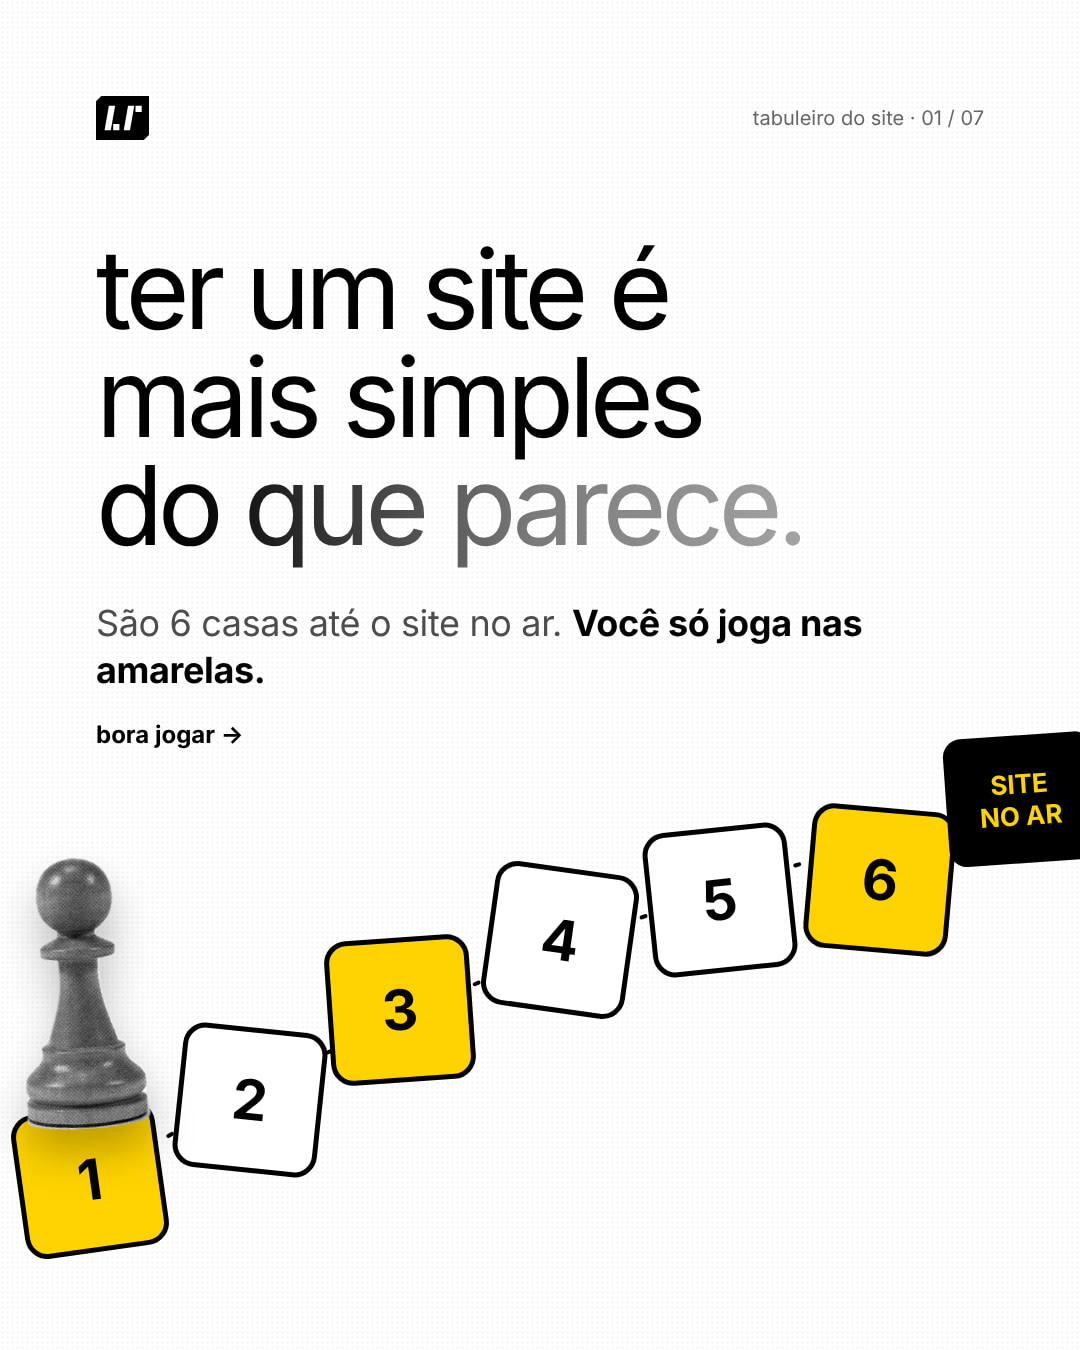 tabuleiro do site · 01 / 07
ter um site é
mais simples
do que parece.
São 6 casas até o site no ar. Você só joga nas
amarelas.
bora jogar →
SITE
NO AR
6
5
4
3
2
1